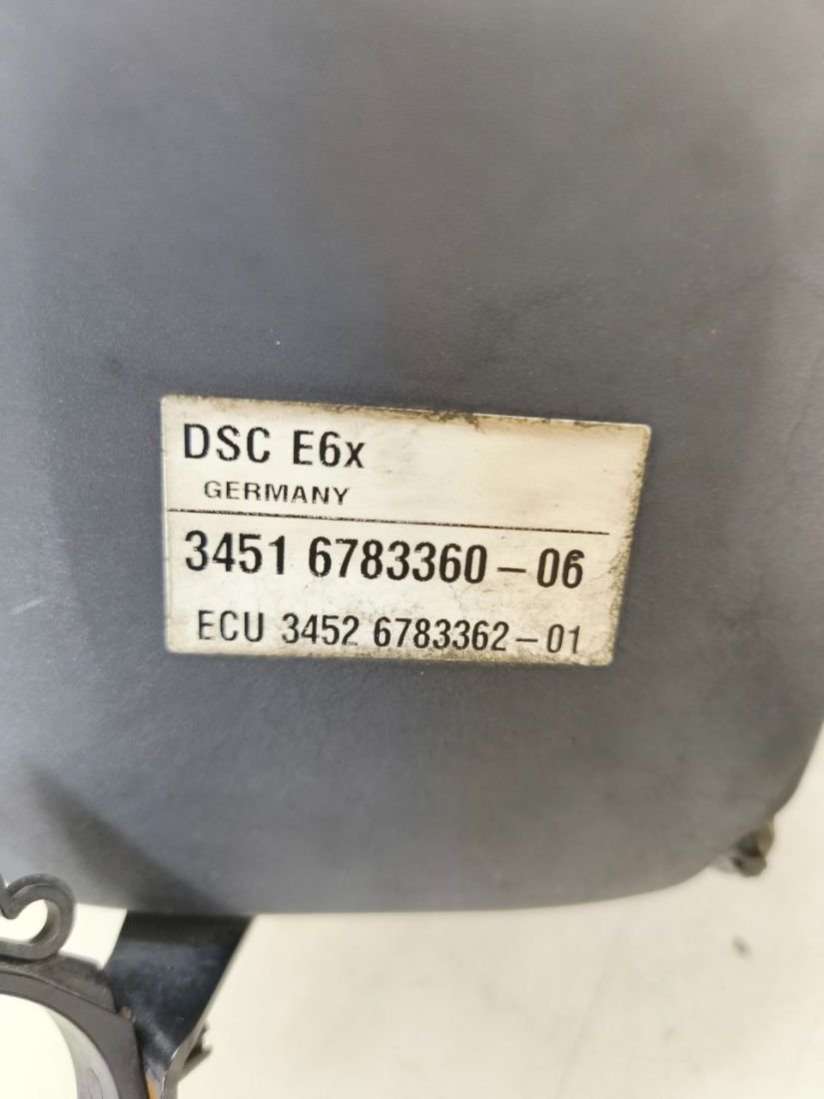 DSC E6x
GERMANY
3451 6783360-06
ECU 3452 6783362-01